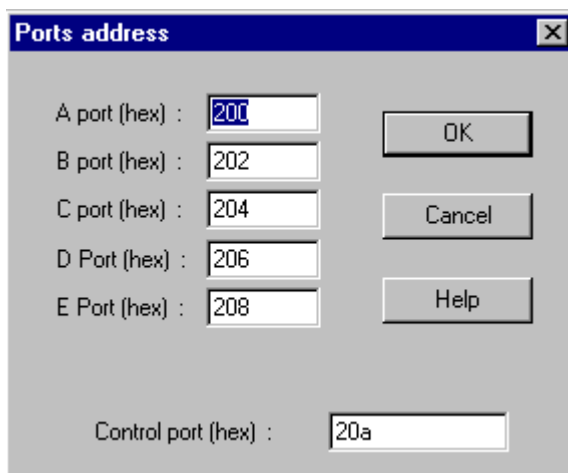 Ports address
A port (hex) : 200
OK
B port (hex) : 202
C port (hex) : 204
Cancel
D Port (hex) : 206
E Port (hex) : 208
Help
Control port (hex) : 20a